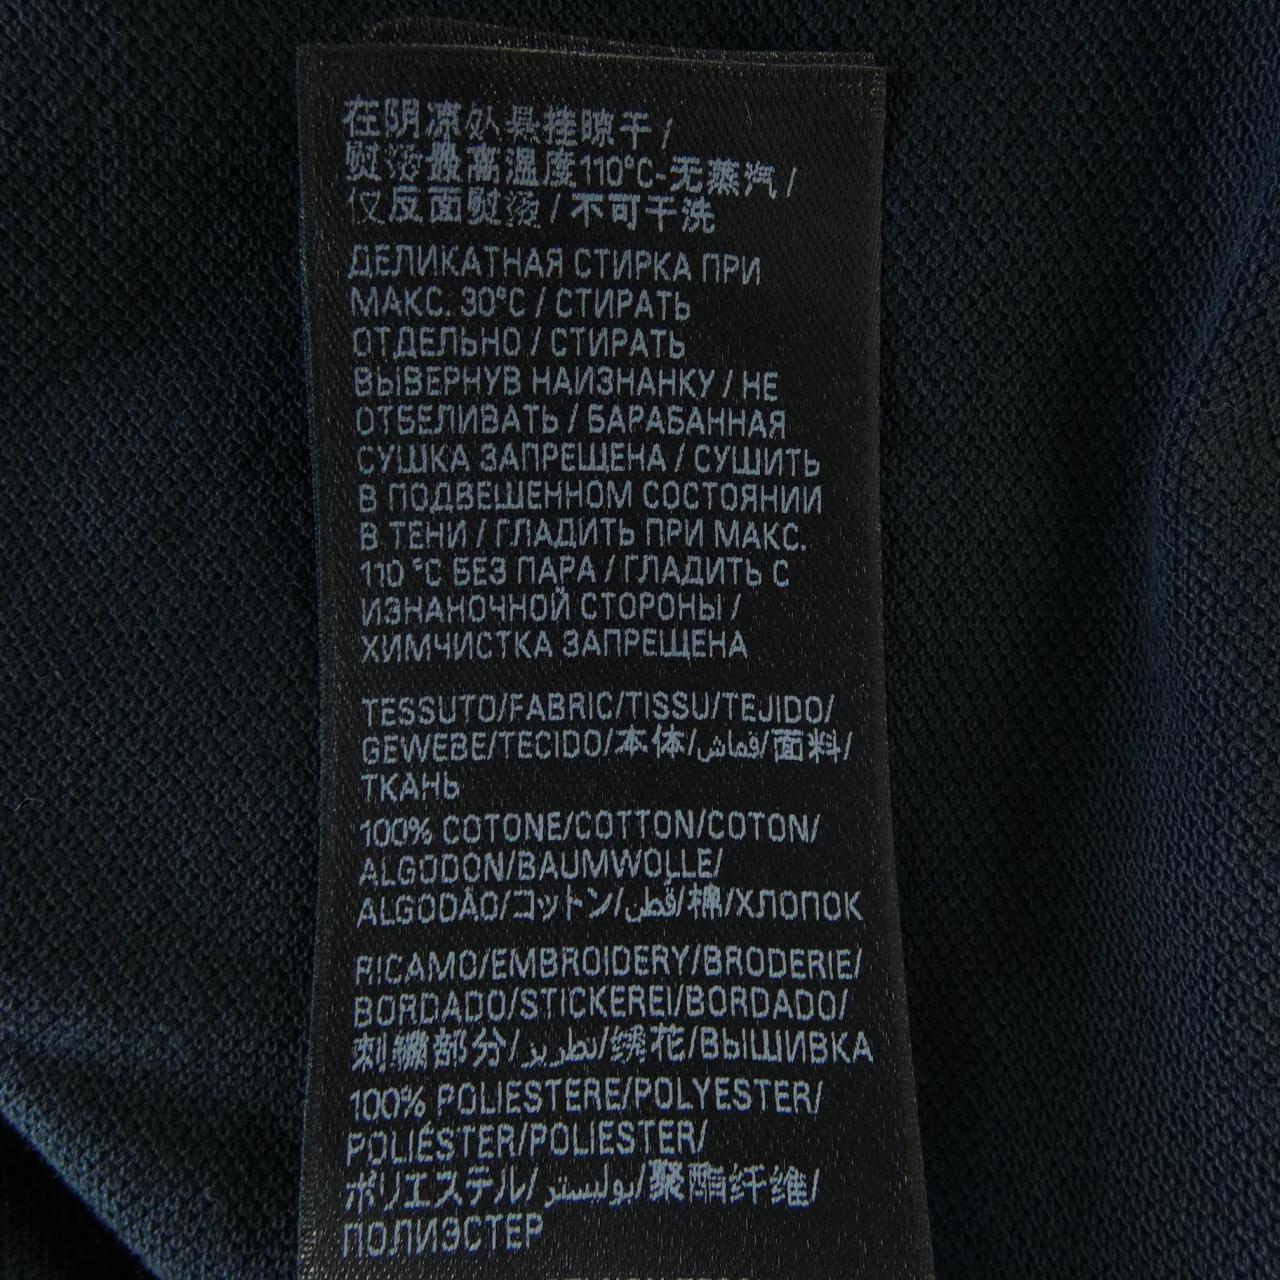 在阴凉处悬挂晾干 /
熨烫最高温度110°C-无蒸汽 /
仅反面熨烫 / 不可干洗
ДЕЛИКАТНАЯ СТИРКА ПРИ
МАКС. 30°C / СТИРАТЬ
ОТДЕЛЬНО / СТИРАТЬ
ВЫВЕРНУВ НАИЗНАНКУ / НЕ
ОТБЕЛИВАТЬ / БАРАБАННАЯ
СУШКА ЗАПРЕЩЕНА / СУШИТЬ
В ПОДВЕШЕННОМ СОСТОЯНИИ
В ТЕНИ / ГЛАДИТЬ ПРИ МАКС.
110 °C БЕЗ ПАРА / ГЛАДИТЬ С
ИЗНАНОЧНОЙ СТОРОНЫ /
ХИМЧИСТКА ЗАПРЕЩЕНА
TESSUTO/FABRIC/TISSU/TEJIDO/
GEWEBE/TECIDO/本体/قماش/面料/
ТКАНЬ
100% COTONE/COTTON/COTON/
ALGODON/BAUMWOLLE/
ALGODÃO/コットン/قطن/棉/ХЛОПОК
RICAMO/EMBROIDERY/BRODERIE/
BORDADO/STICKEREI/BORDADO/
刺繍部分/تطريز/绣花/ВЫШИВКА
100% POLIESTERE/POLYESTER/
POLIÉSTER/POLIESTER/
ポリエステル/بوليستر/聚酯纤维/
ПОЛИЭСТЕР